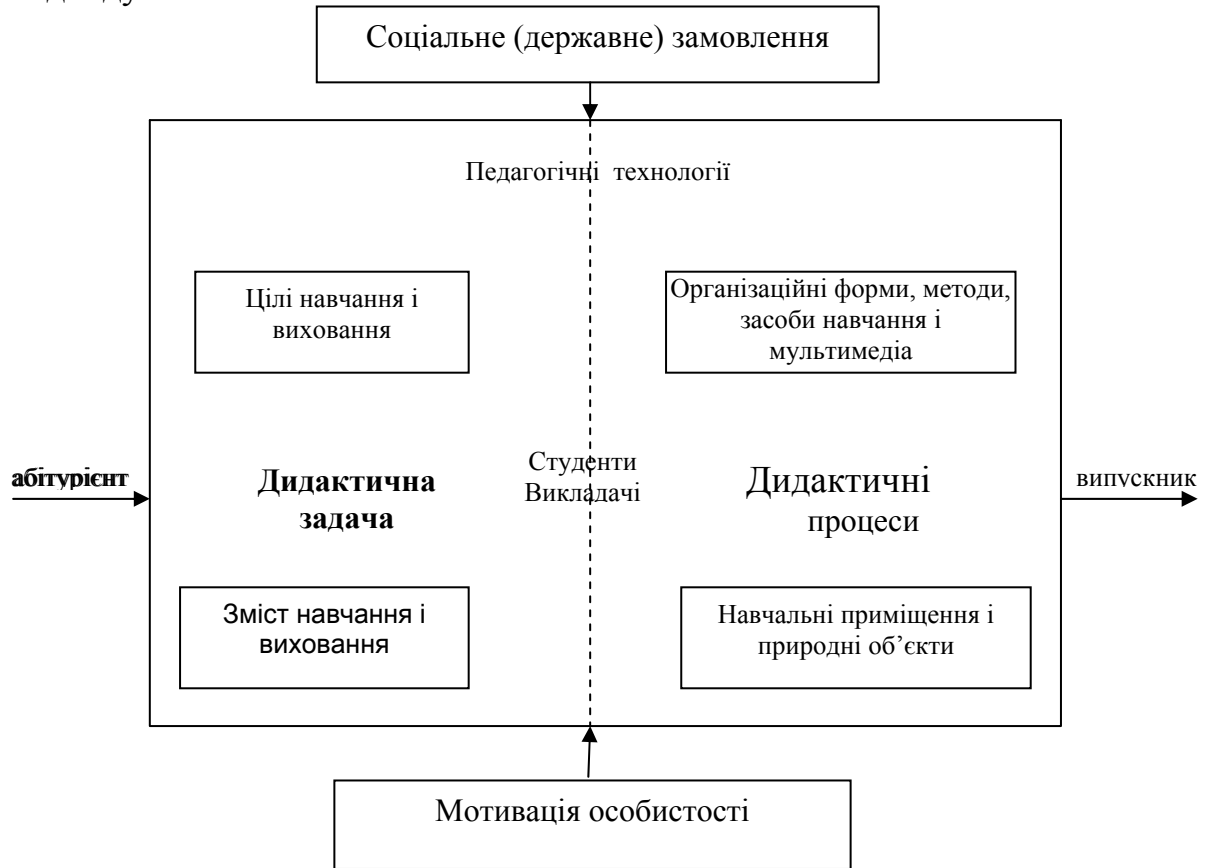 Соціальне (державне) замовлення
Педагогічні технології
Цілі навчання і
виховання
Організаційні форми, методи,
засоби навчання і
мультимедіа
абітурієнт
Дидактична
задача
Студенти
Викладачі
Дидактичні
процеси
випускник
Зміст навчання і
виховання
Навчальні приміщення і
природні об’єкти
Мотивація особистості